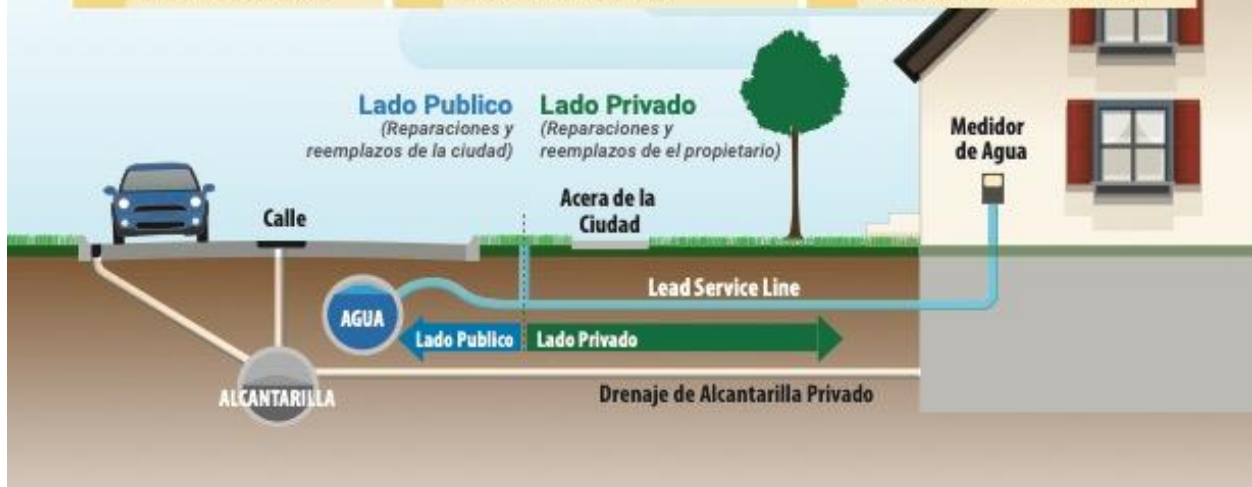 Lado Publico
(Reparaciones y
reemplazos de la ciudad)
Lado Privado
(Reparaciones y
reemplazos de el propietario)
Medidor
de Agua
Calle
Acera de la
Ciudad
Lead Service Line
AGUA
Lado Publico
Lado Privado
Drenaje de Alcantarilla Privado
ALCANTARILLA